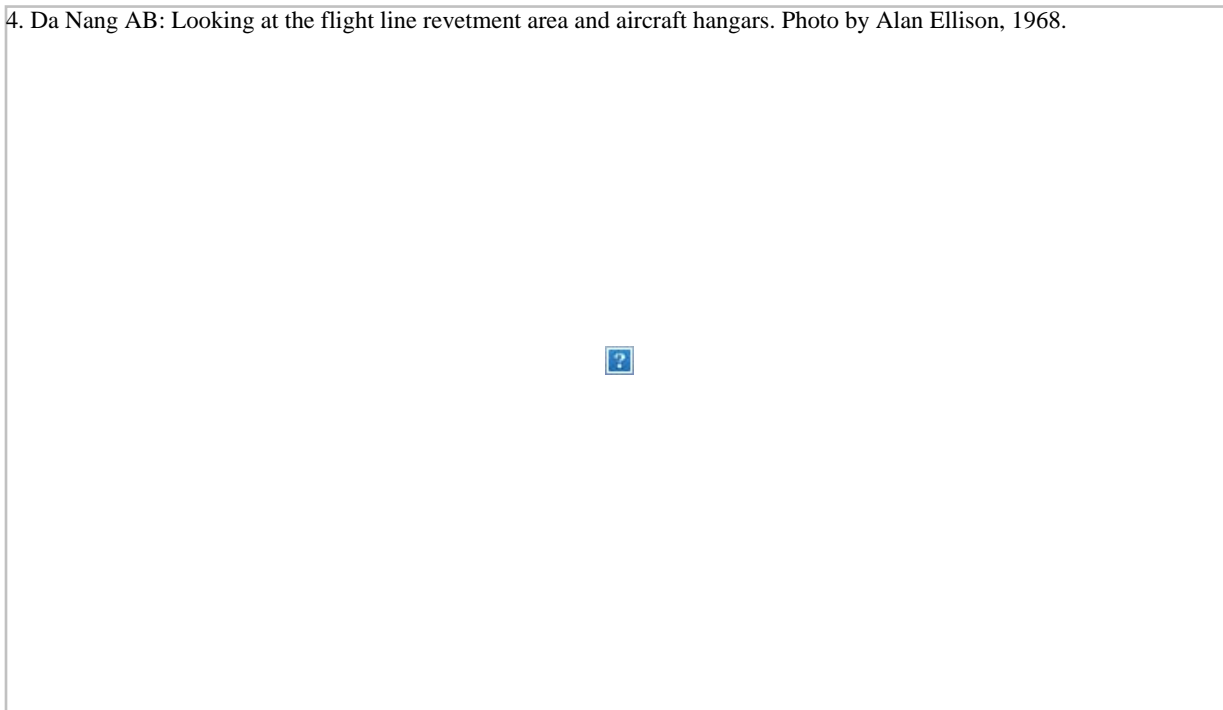 4. Da Nang AB: Looking at the flight line revetment area and aircraft hangars. Photo by Alan Ellison, 1968.
?